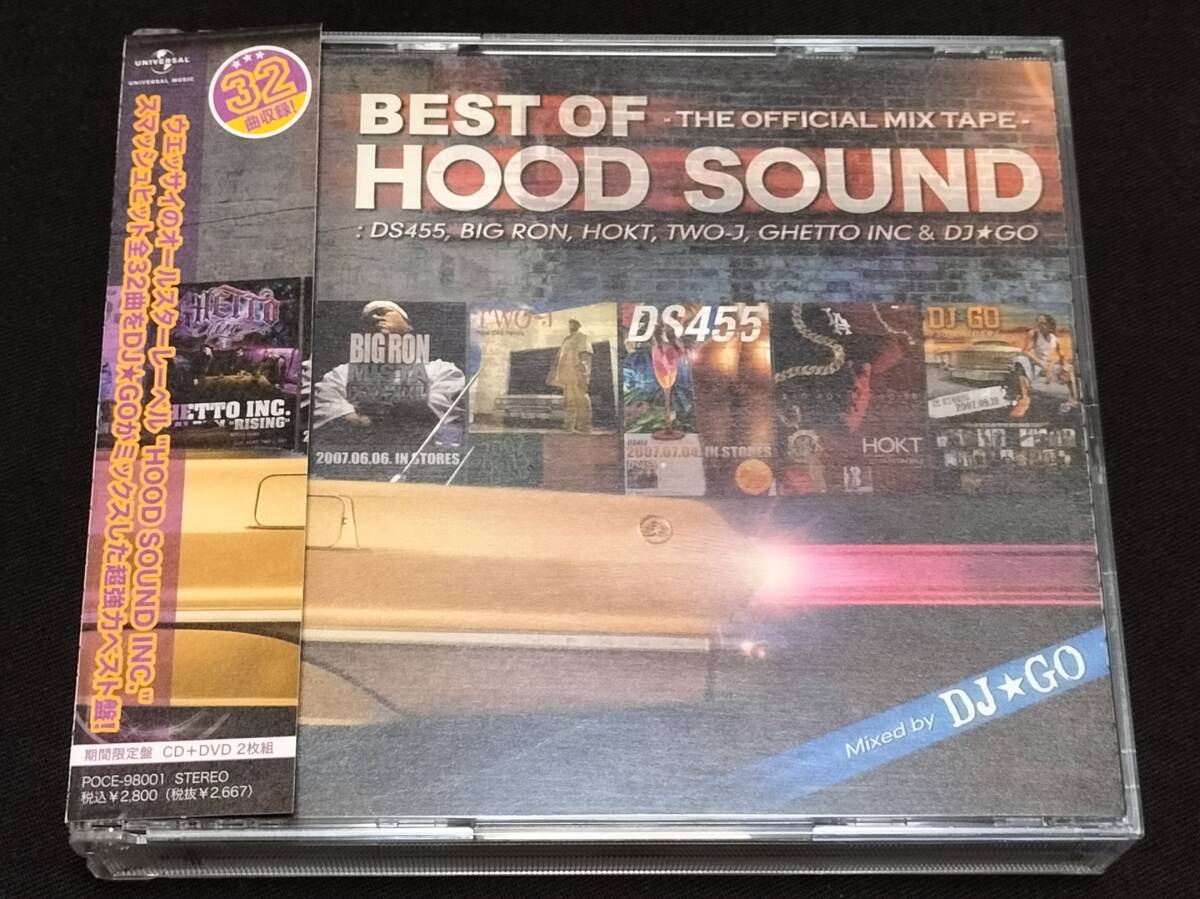 UNIVERSAL
UNIVERSAL MUSIC
32
曲収録!
ウエッサイのオールスターレーベル "HOOD SOUND INC."
スマッシュヒット全32曲をDJ★GOがミックスした超強力ベスト盤!
期間限定盤 CD+DVD 2枚組
POCE-98001 STEREO
税込¥2,800 (税抜¥2,667)
BEST OF -THE OFFICIAL MIX TAPE-
HOOD SOUND
: DS455, BIG RON, HOKT, TWO-J, GHETTO INC & DJ★GO
GHETTO
HETTO INC.
"RISING"
BIG RON
2007.06.06. IN STORES
TWO-J
DS455
2007.07.04. IN STORES
LA
HOKT
DJ GO
2007.09.19
Mixed by DJ★GO